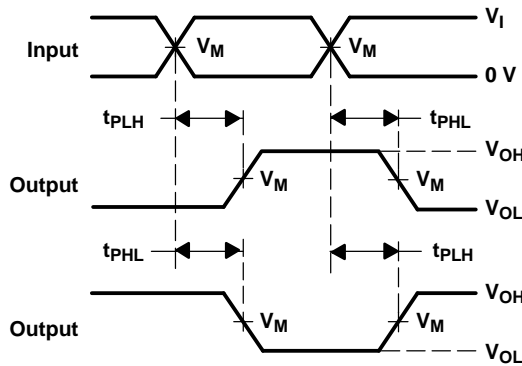 V_I
Input
V_M
V_M
0 V
t_PLH
t_PHL
V_OH
Output
V_M
V_M
V_OL
t_PHL
t_PLH
V_OH
Output
V_M
V_M
V_OL